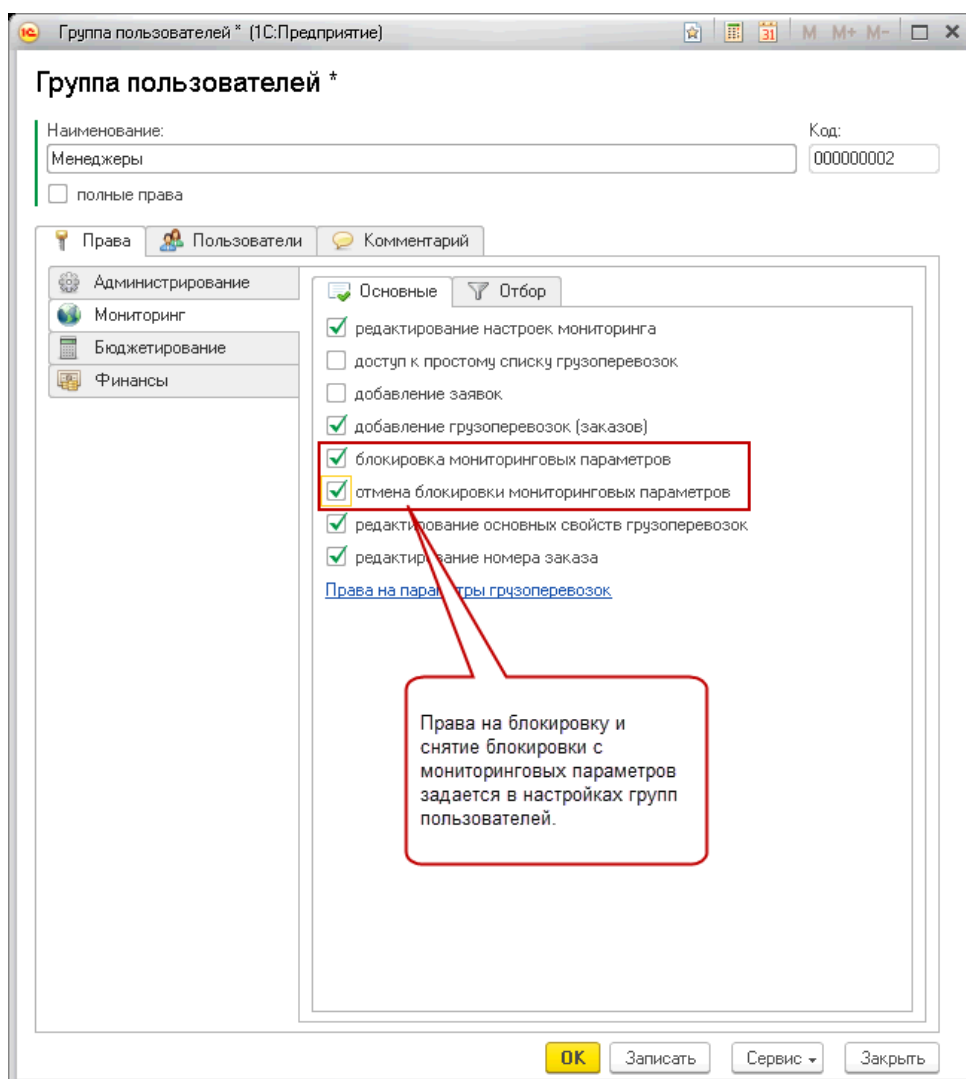 Группа пользователей * (1С:Предприятие)
31 M M+ M-
Группа пользователей *
Наименование: Код:
Менеджеры 000000002
полные права
Права Пользователи Комментарий
Администрирование
Мониторинг
Бюджетирование
Финансы
Основные Отбор
редактирование настроек мониторинга
доступ к простому списку грузоперевозок
добавление заявок
добавление грузоперевозок (заказов)
блокировка мониторинговых параметров
отмена блокировки мониторинговых параметров
редактирование основных свойств грузоперевозок
редактирование номера заказа
Права на параметры грузоперевозок
Права на блокировку и
снятие блокировки с
мониторинговых параметров
задается в настройках групп
пользователей.
OK Записать Сервис Закрыть